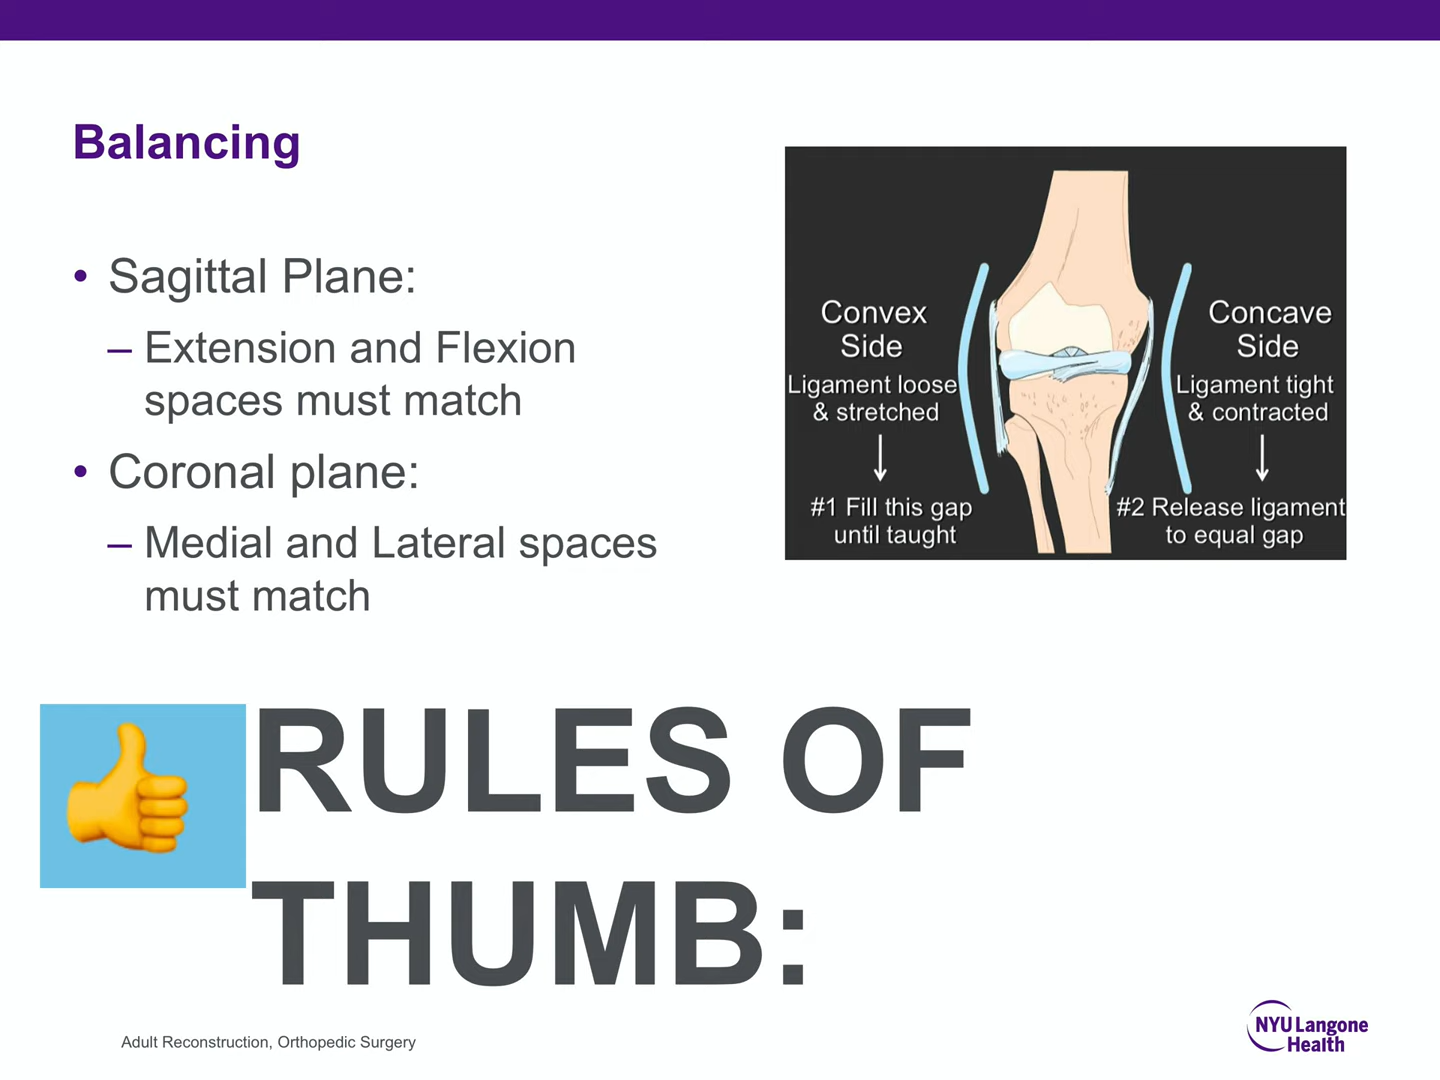 Balancing
• Sagittal Plane:
– Extension and Flexion
spaces must match
• Coronal plane:
– Medial and Lateral spaces
must match
Convex
Side
Ligament loose
& stretched
#1 Fill this gap
until taught
Concave
Side
Ligament tight
& contracted
#2 Release ligament
to equal gap
RULES OF
THUMB:
Adult Reconstruction, Orthopedic Surgery
NYU Langone
Health